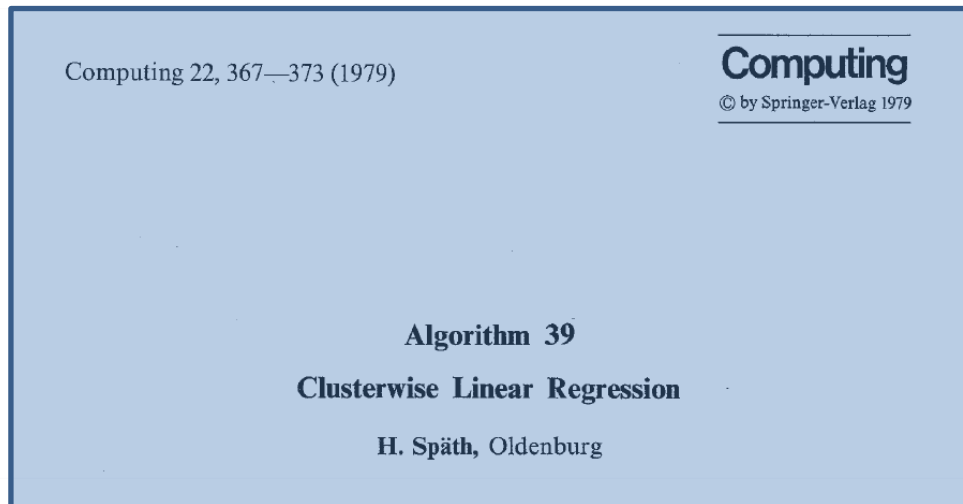 Computing 22, 367—373 (1979)
Computing
© by Springer-Verlag 1979
Algorithm 39
Clusterwise Linear Regression
H. Späth, Oldenburg